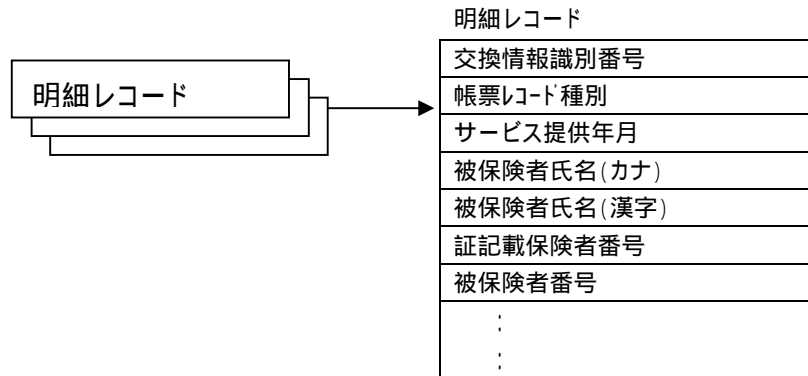 明細レコード
明細レコード
交換情報識別番号
帳票ﾚｺｰﾄﾞ種別
サービス提供年月
被保険者氏名(カナ)
被保険者氏名(漢字)
証記載保険者番号
被保険者番号
:
: